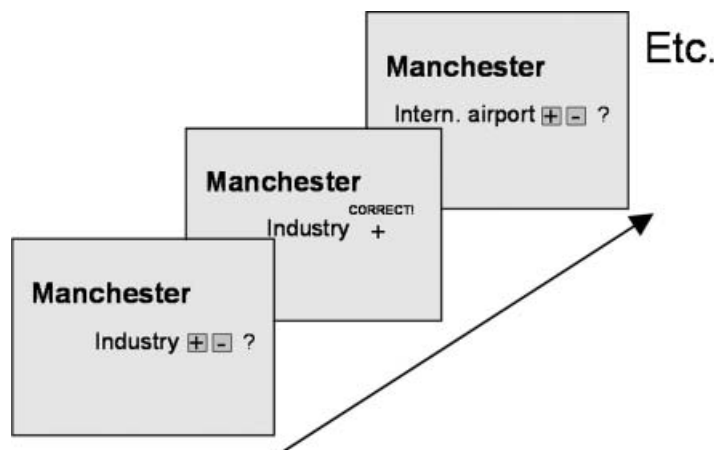 Manchester
Industry + - ?
Manchester
CORRECT!
Industry +
Manchester
Intern. airport + - ?
Etc.